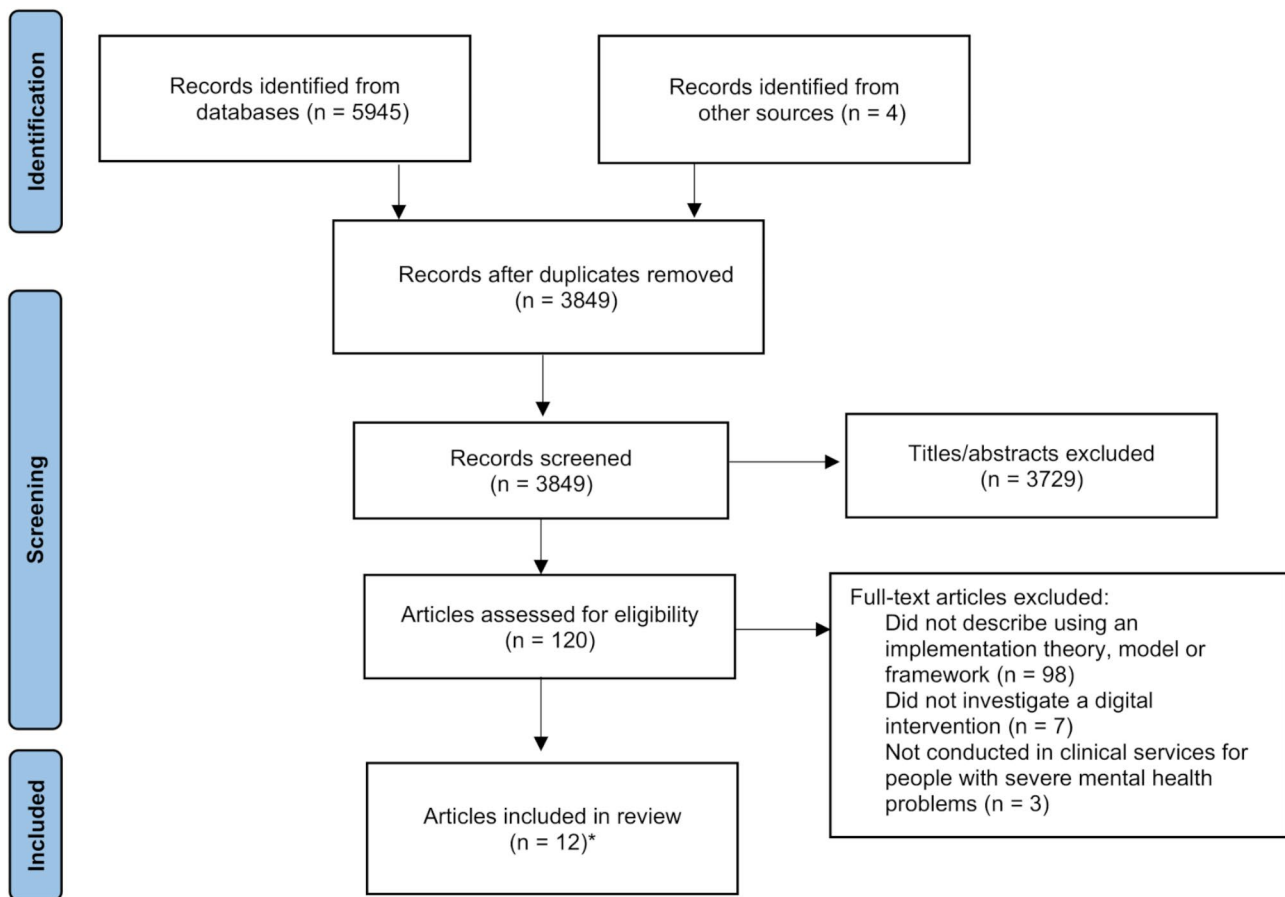 Identification
Records identified from
databases (n = 5945)
Records identified from
other sources (n = 4)
Records after duplicates removed
(n = 3849)
Screening
Records screened
(n = 3849)
Titles/abstracts excluded
(n = 3729)
Articles assessed for eligibility
(n = 120)
Full-text articles excluded:
Did not describe using an
implementation theory, model or
framework (n = 98)
Did not investigate a digital
intervention (n = 7)
Not conducted in clinical services for
people with severe mental health
problems (n = 3)
Included
Articles included in review
(n = 12)*